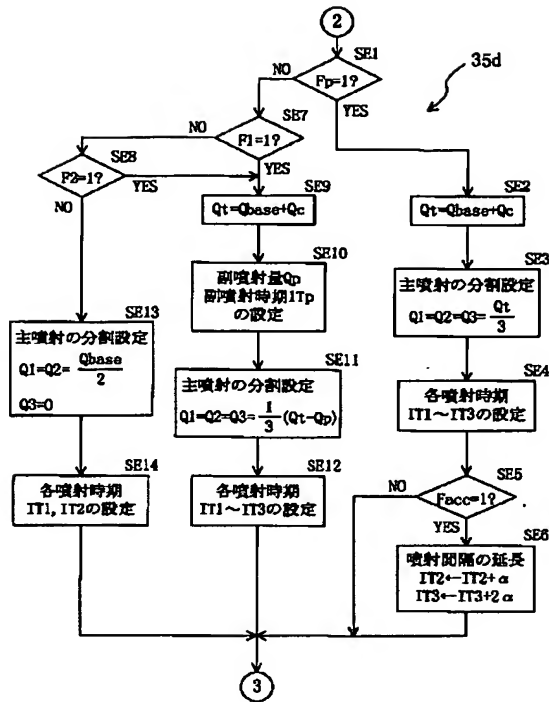 2
SE1
Fp=1?
35d
NO
YES
SE7
F1=1?
NO
YES
SE8
F2=1?
YES
NO
SE9
Qt=Qbase+Qc
SE2
Qt=Qbase+Qc
SE10
副噴射量Qp
副噴射時期ITp
の設定
SE3
主噴射の分割設定
Q1=Q2=Q3=Qt/3
SE13
主噴射の分割設定
Q1=Q2=Qbase/2
Q3=0
SE11
主噴射の分割設定
Q1=Q2=Q3=1/3(Qt-Qp)
SE4
各噴射時期
IT1~IT3の設定
SE14
各噴射時期
IT1,IT2の設定
SE12
各噴射時期
IT1~IT3の設定
SE5
Facc=1?
NO
YES
SE6
噴射間隔の延長
IT2←IT2+α
IT3←IT3+2α
3